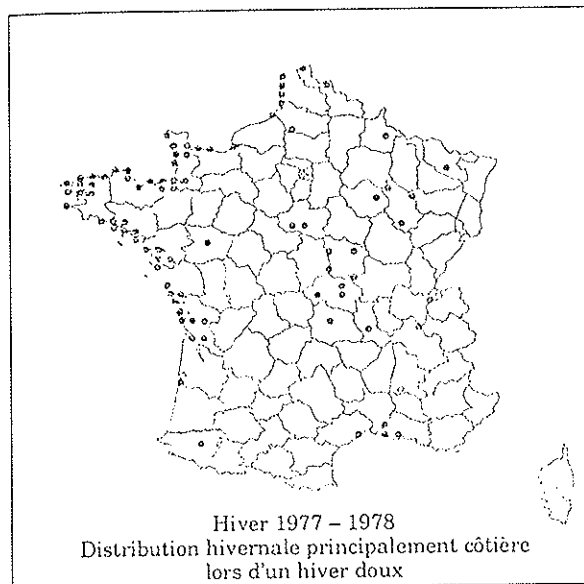 Hiver 1977 – 1978
Distribution hivernale principalement côtière
lors d'un hiver doux